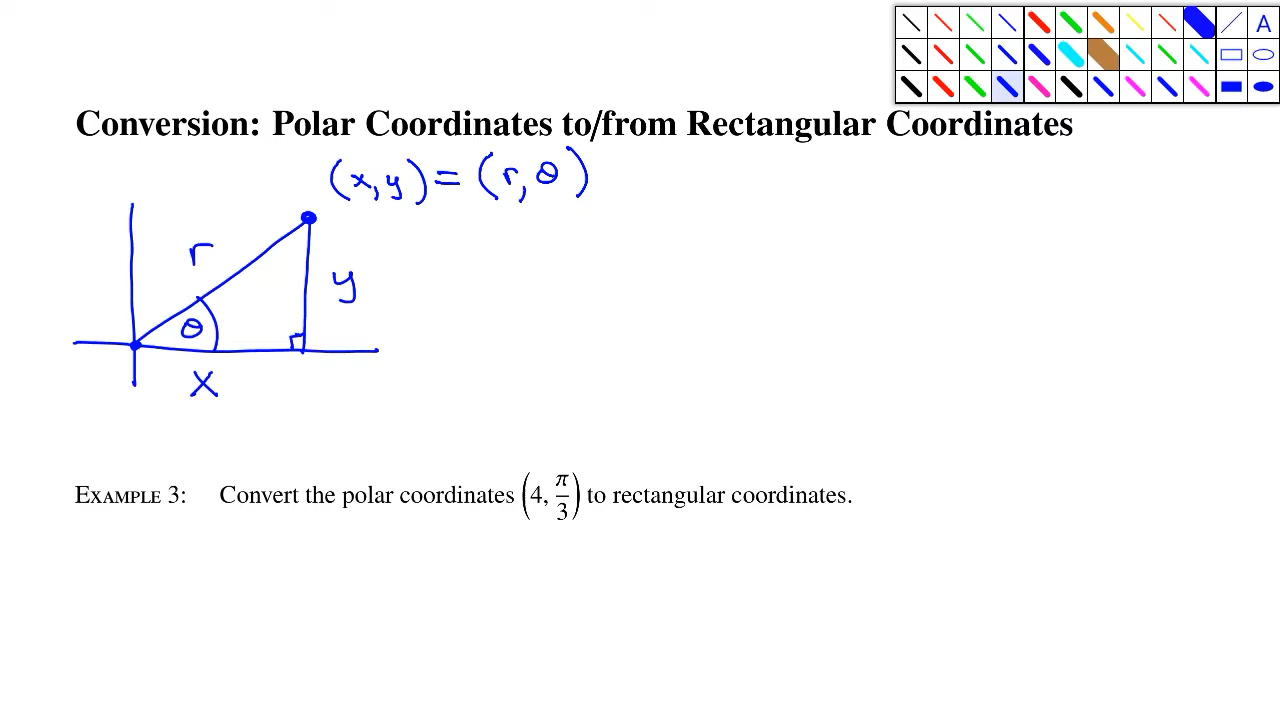 A
Conversion: Polar Coordinates to/from Rectangular Coordinates
(x, y) = (r, θ)
r
y
θ
x
EXAMPLE 3: Convert the polar coordinates (4, π/3) to rectangular coordinates.